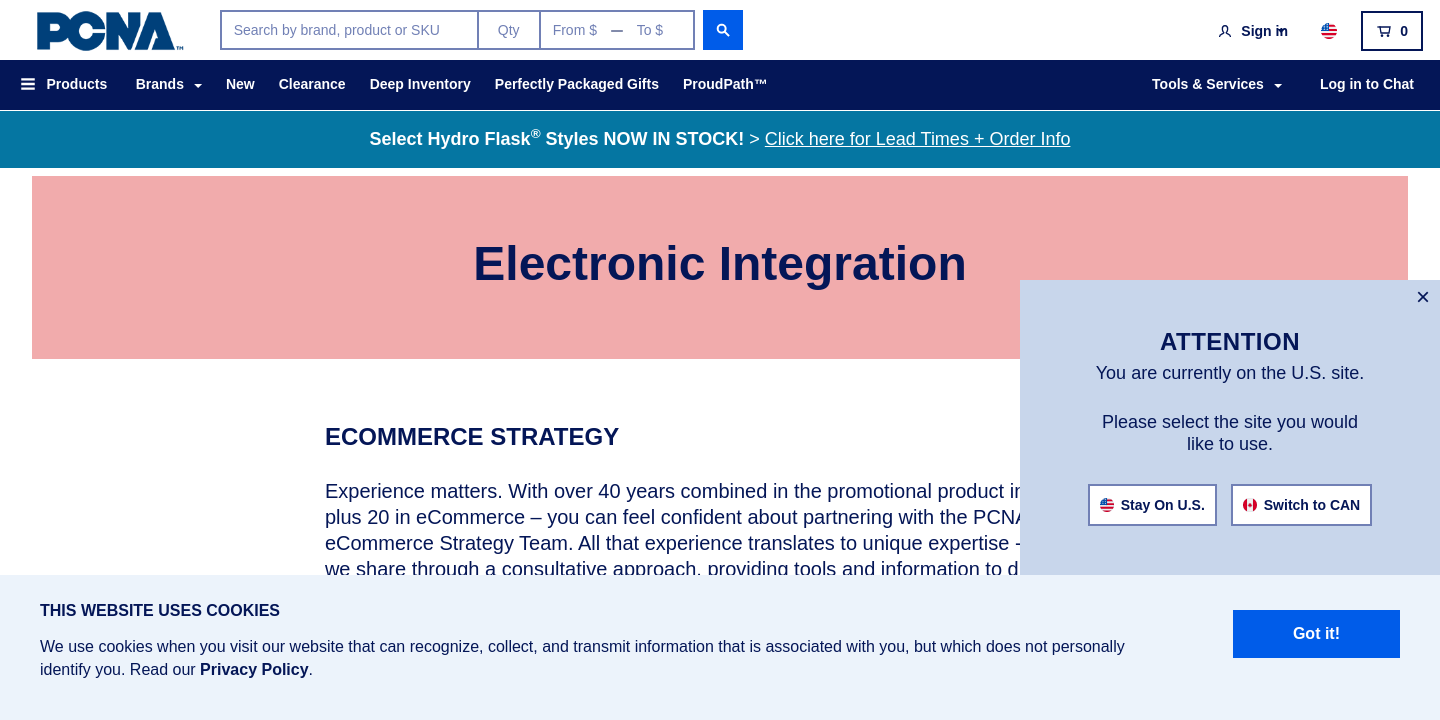 PCNA™
Search by brand, product or SKU
Qty
From $ — To $
Sign in
0
Products
Brands
New
Clearance
Deep Inventory
Perfectly Packaged Gifts
ProudPath™
Tools & Services
Log in to Chat
Select Hydro Flask® Styles NOW IN STOCK! > Click here for Lead Times + Order Info
Electronic Integration
×
ATTENTION
You are currently on the U.S. site.
Please select the site you would
like to use.
Stay On U.S.
Switch to CAN
ECOMMERCE STRATEGY
Experience matters. With over 40 years combined in the promotional product
plus 20 in eCommerce – you can feel confident about partnering with the PCNA
eCommerce Strategy Team. All that experience translates to unique expertise -
we share through a consultative approach, providing tools and information to
THIS WEBSITE USES COOKIES
We use cookies when you visit our website that can recognize, collect, and transmit information that is associated with you, but which does not personally
identify you. Read our Privacy Policy.
Got it!